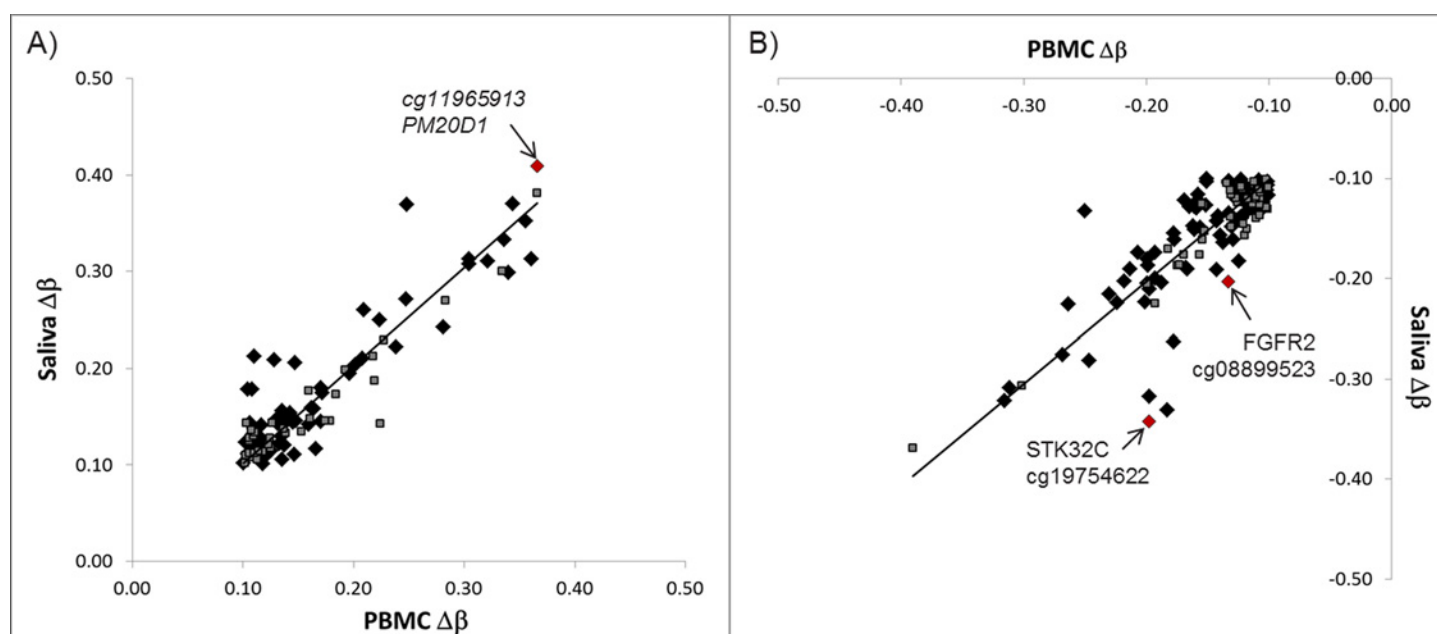 A)
0.50
0.40
0.30
0.20
0.10
0.00
Saliva Δβ
cg11965913
PM20D1
0.00 0.10 0.20 0.30 0.40 0.50
PBMC Δβ
B)
PBMC Δβ
-0.50 -0.40 -0.30 -0.20 -0.10 0.00
0.00
-0.10
-0.20
-0.30
-0.40
-0.50
Saliva Δβ
FGFR2
cg08899523
STK32C
cg19754622